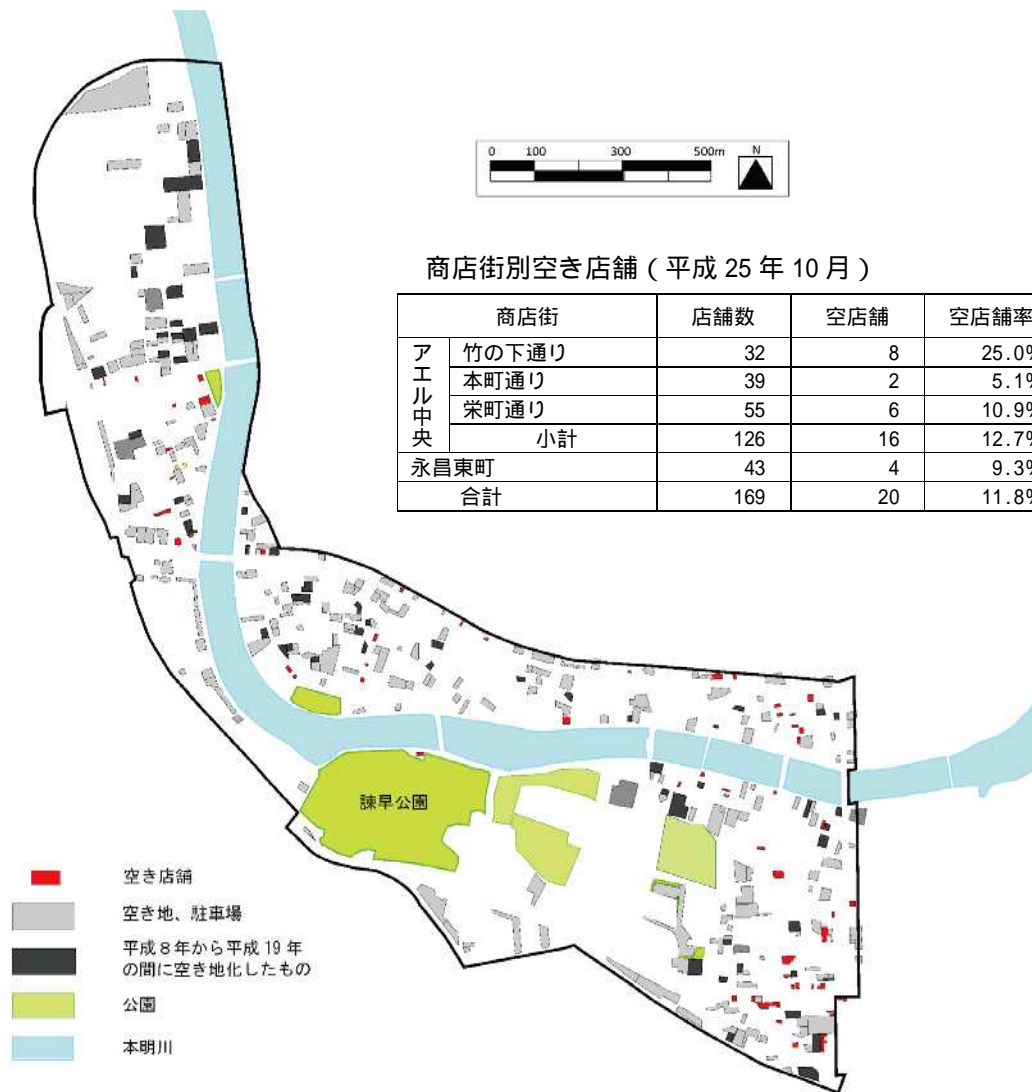 0 100 300 500m N
商店街別空き店舗（平成 25 年 10 月）
商店街 店舗数 空店舗 空店舗率
アエル中央
竹の下通り 32 8 25.0%
本町通り 39 2 5.1%
栄町通り 55 6 10.9%
小計 126 16 12.7%
永昌東町 43 4 9.3%
合計 169 20 11.8%
諫早公園
空き店舗
空き地、駐車場
平成８年から平成 19 年
の間に空き地化したもの
公園
本明川